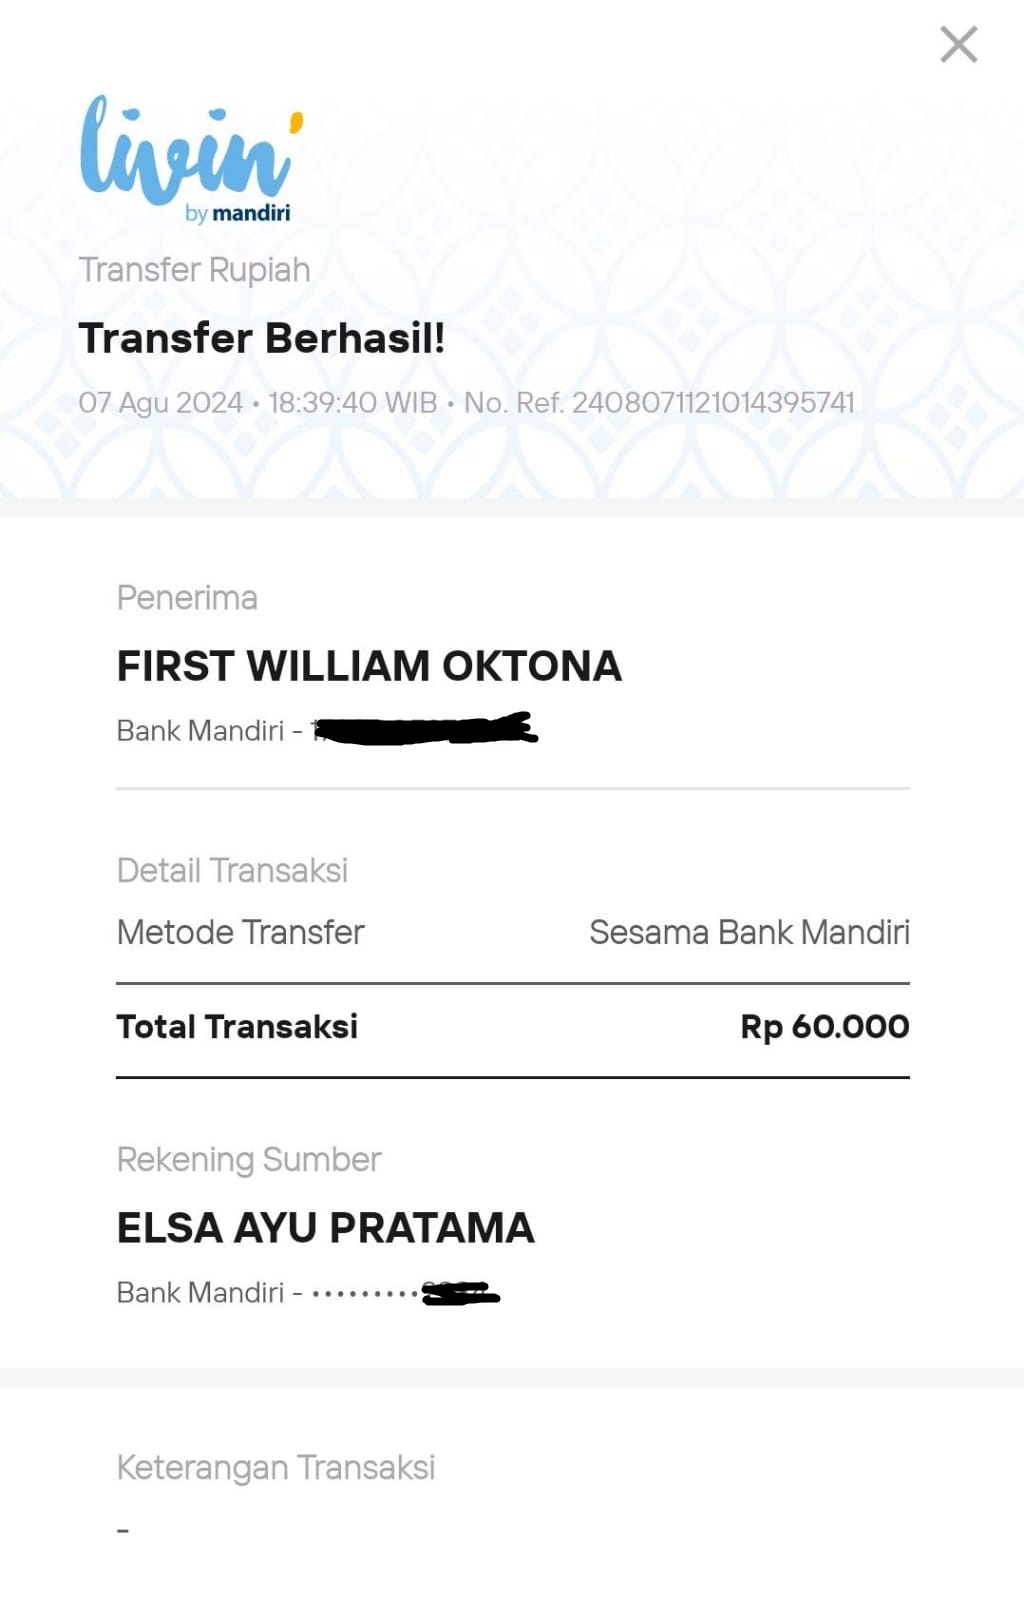 livin'
by mandiri
Transfer Rupiah
Transfer Berhasil!
07 Agu 2024 • 18:39:40 WIB • No. Ref. 2408071121014395741
Penerima
FIRST WILLIAM OKTONA
Bank Mandiri -
Detail Transaksi
Metode Transfer Sesama Bank Mandiri
Total Transaksi Rp 60.000
Rekening Sumber
ELSA AYU PRATAMA
Bank Mandiri - •••••••••
Keterangan Transaksi
-